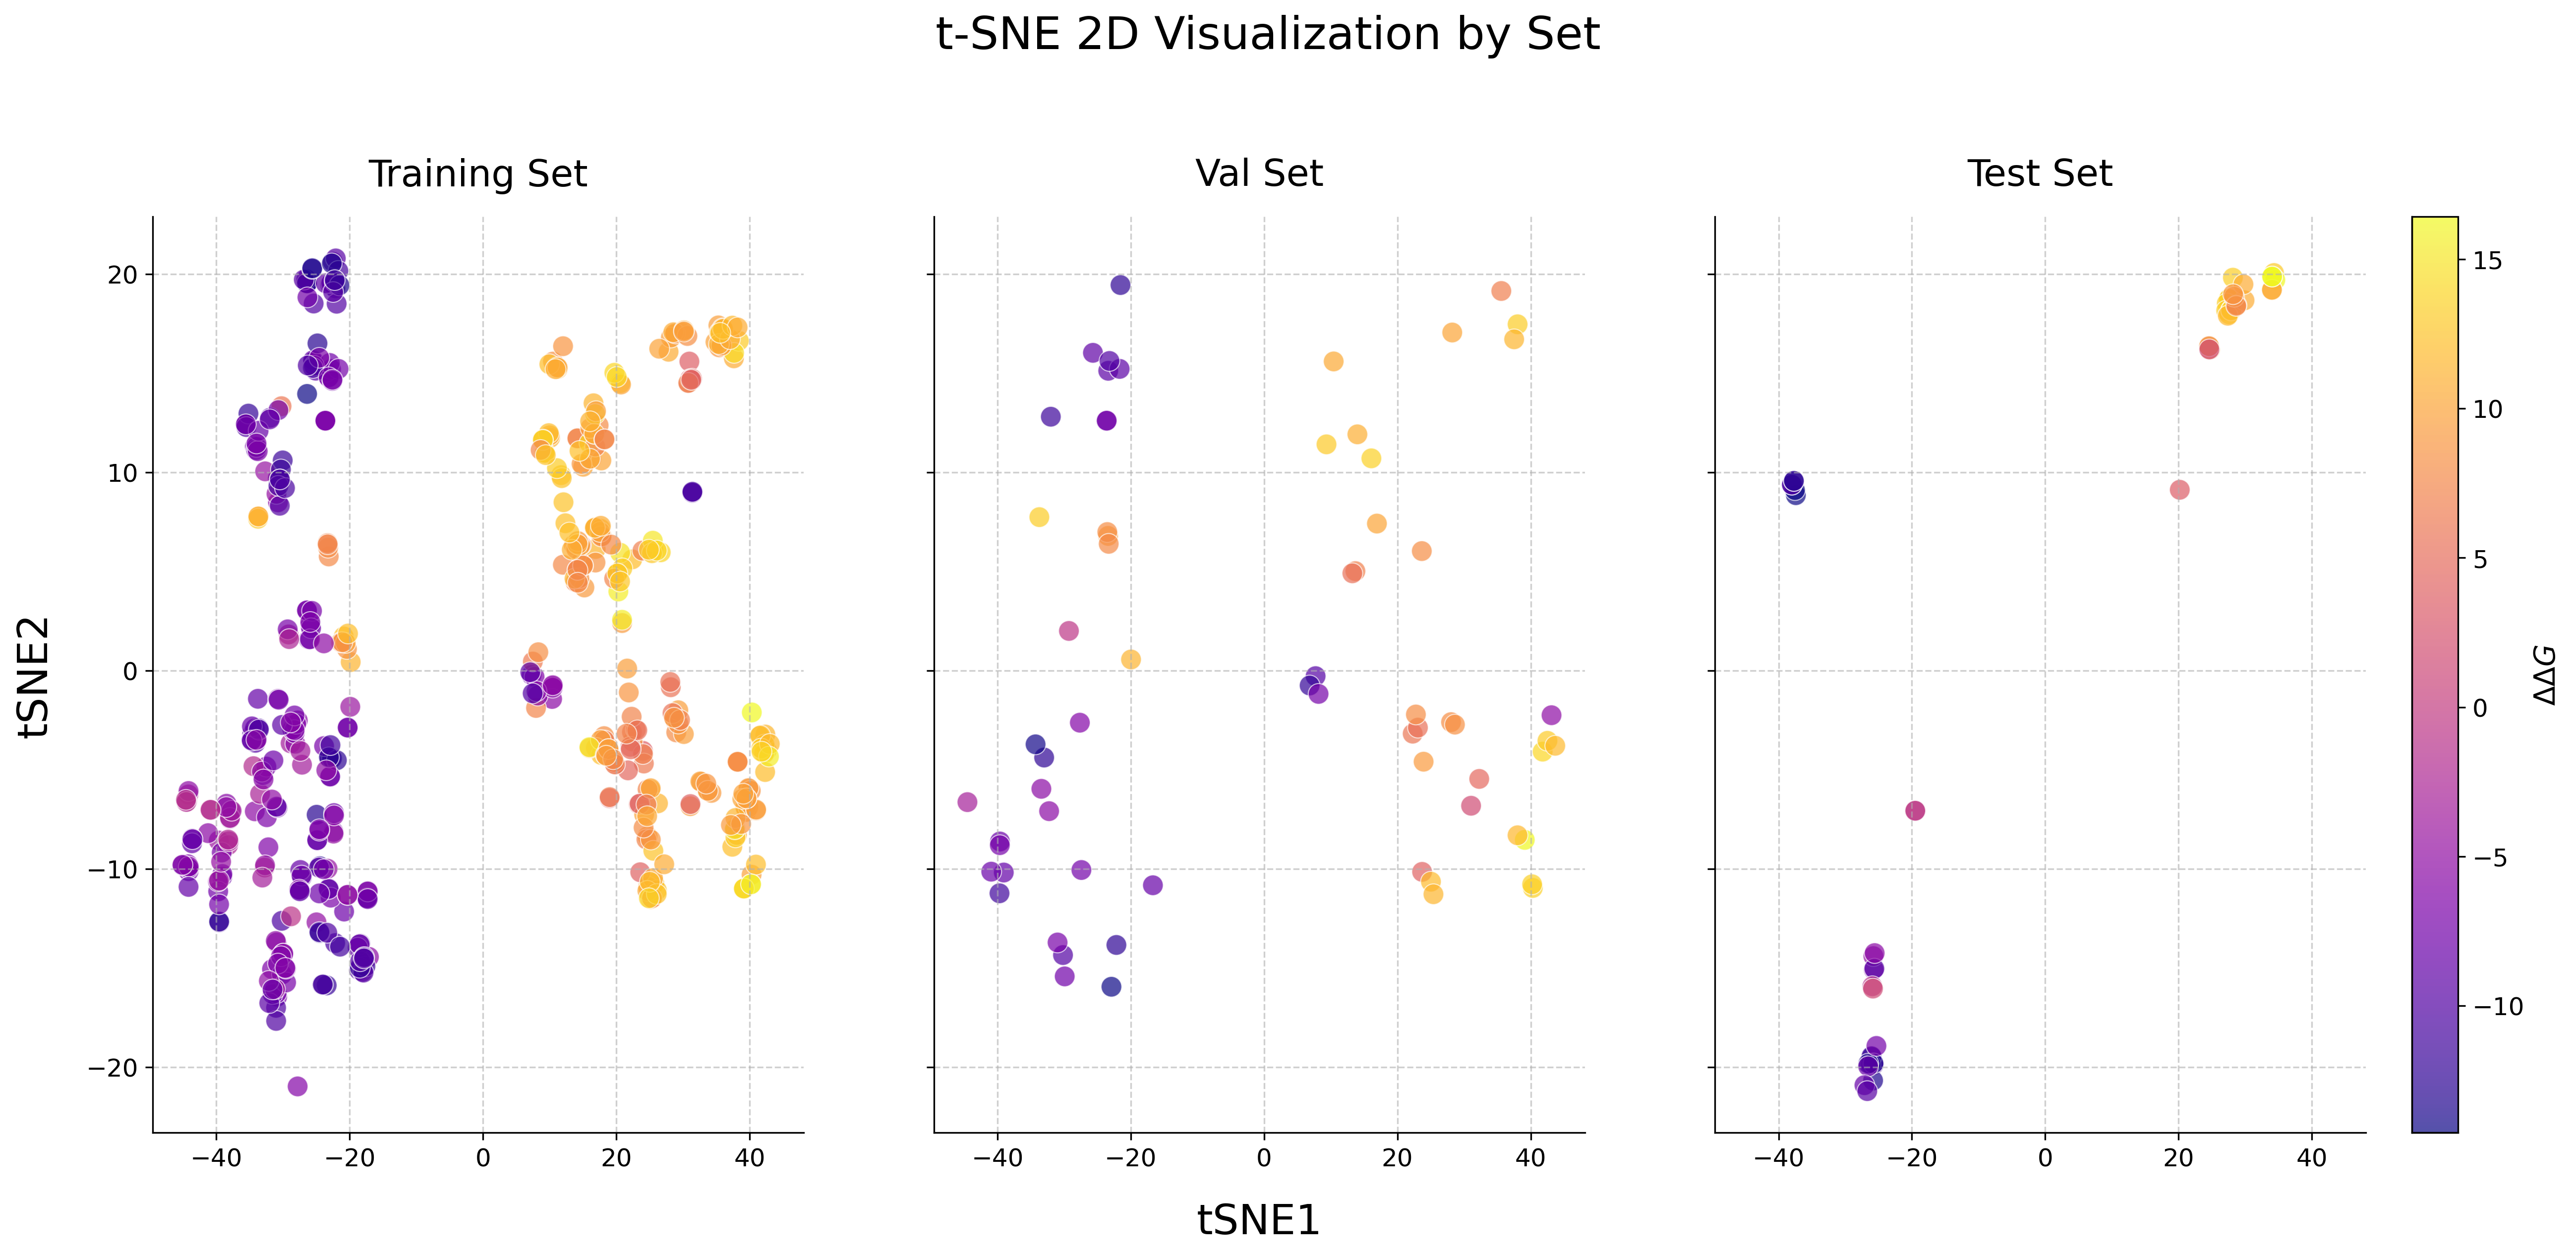 t-SNE 2D Visualization by Set
Training Set
Val Set
Test Set
20
10
0
−10
−20
tSNE2
−40 −20 0 20 40
−40 −20 0 20 40
−40 −20 0 20 40
tSNE1
15
10
5
0
−5
−10
ΔΔG